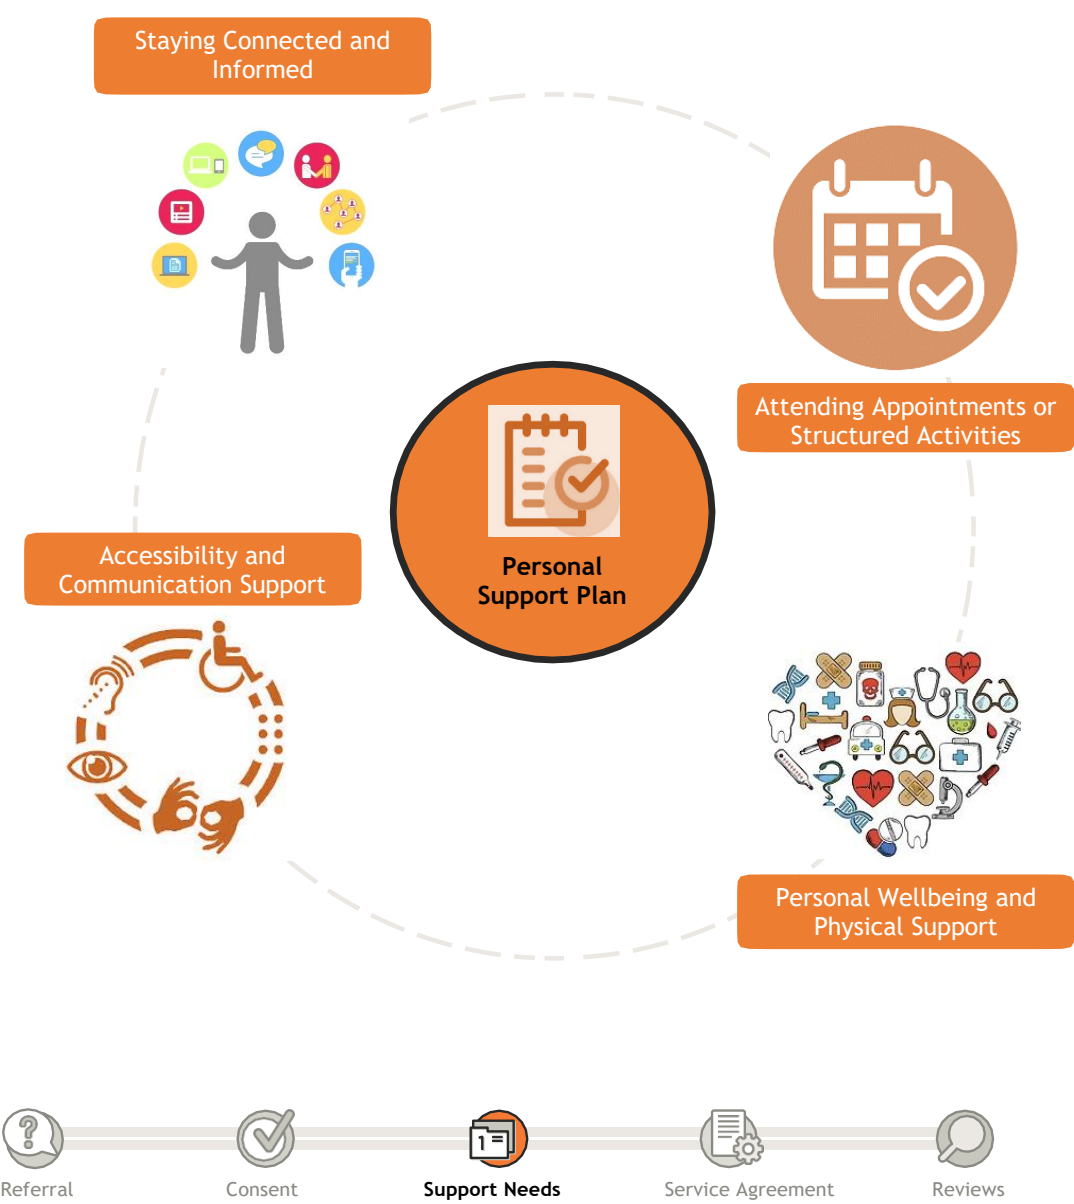 Staying Connected and
Informed
Attending Appointments or
Structured Activities
Accessibility and
Communication Support
Personal
Support Plan
Personal Wellbeing and
Physical Support
?
1
Referral
Consent
Support Needs
Service Agreement
Reviews